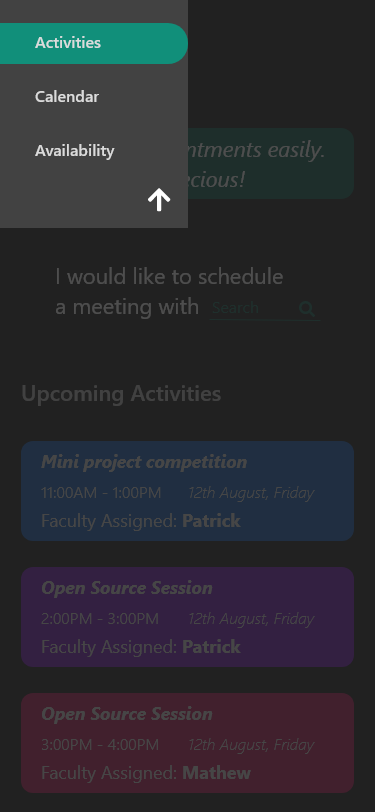 Activities
Calendar
Availability
ntments easily.
ecious!
I would like to schedule
a meeting with Search
Upcoming Activities
Mini project competition
11:00AM - 1:00PM 12th August, Friday
Faculty Assigned: Patrick
Open Source Session
2:00PM - 3:00PM 12th August, Friday
Faculty Assigned: Patrick
Open Source Session
3:00PM - 4:00PM 12th August, Friday
Faculty Assigned: Mathew